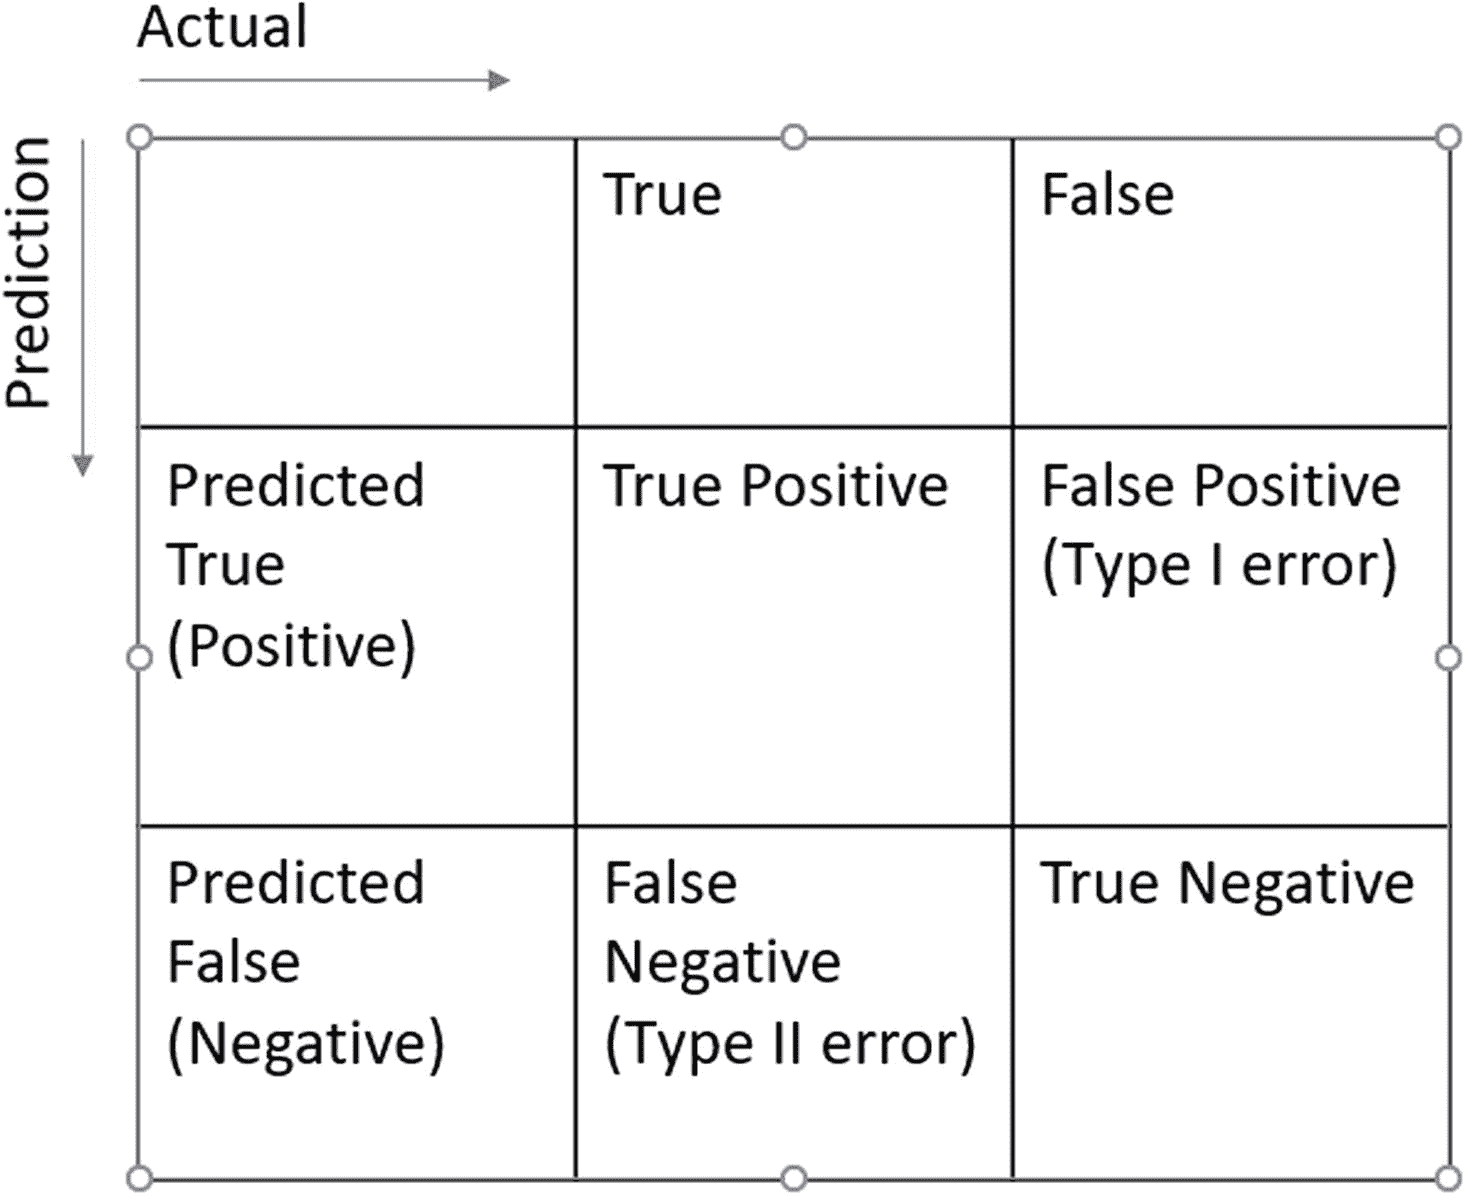 Actual
Prediction
True
False
Predicted
True
(Positive)
True Positive
False Positive
(Type I error)
Predicted
False
(Negative)
False
Negative
(Type II error)
True Negative